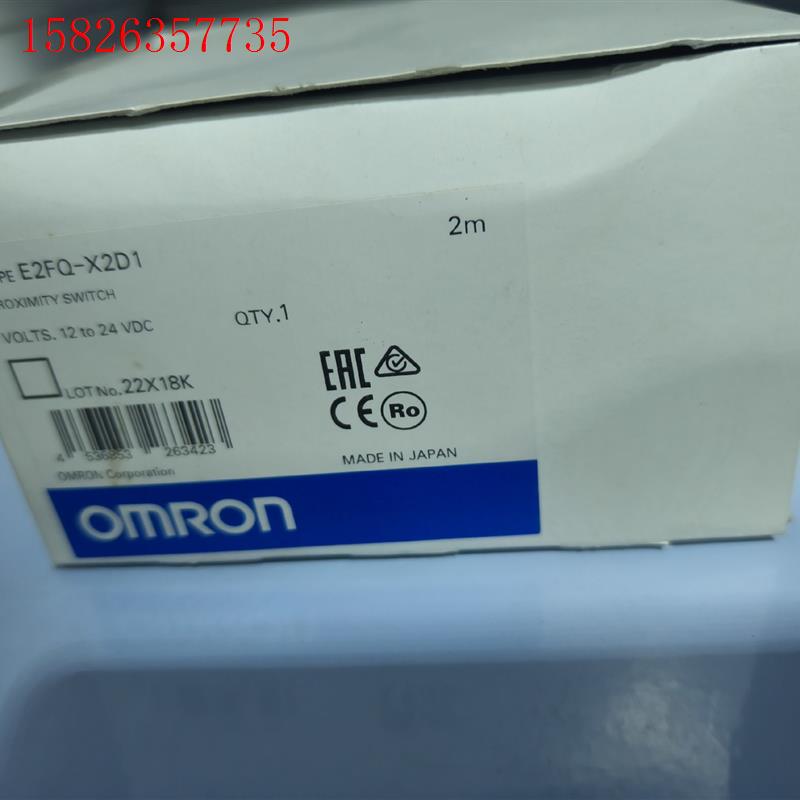 15826357735
2m
PE E2FQ-X2D1
ROXIMITY SWITCH
VOLTS. 12 to 24 VDC
QTY.1
LOT No. 22X18K
EAC
CE Ro
4 536853 263423
MADE IN JAPAN
OMRON Corporation
OMRON